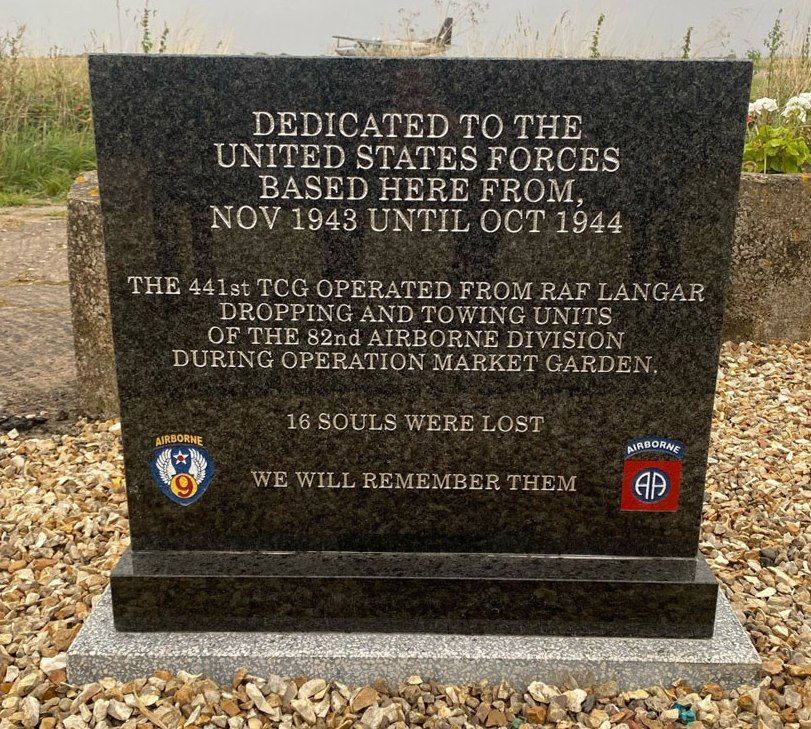 DEDICATED TO THE
UNITED STATES FORCES
BASED HERE FROM,
NOV 1943 UNTIL OCT 1944
THE 441st TCG OPERATED FROM RAF LANGAR
DROPPING AND TOWING UNITS
OF THE 82nd AIRBORNE DIVISION
DURING OPERATION MARKET GARDEN.
16 SOULS WERE LOST
WE WILL REMEMBER THEM
AIRBORNE
9
AIRBORNE
AA